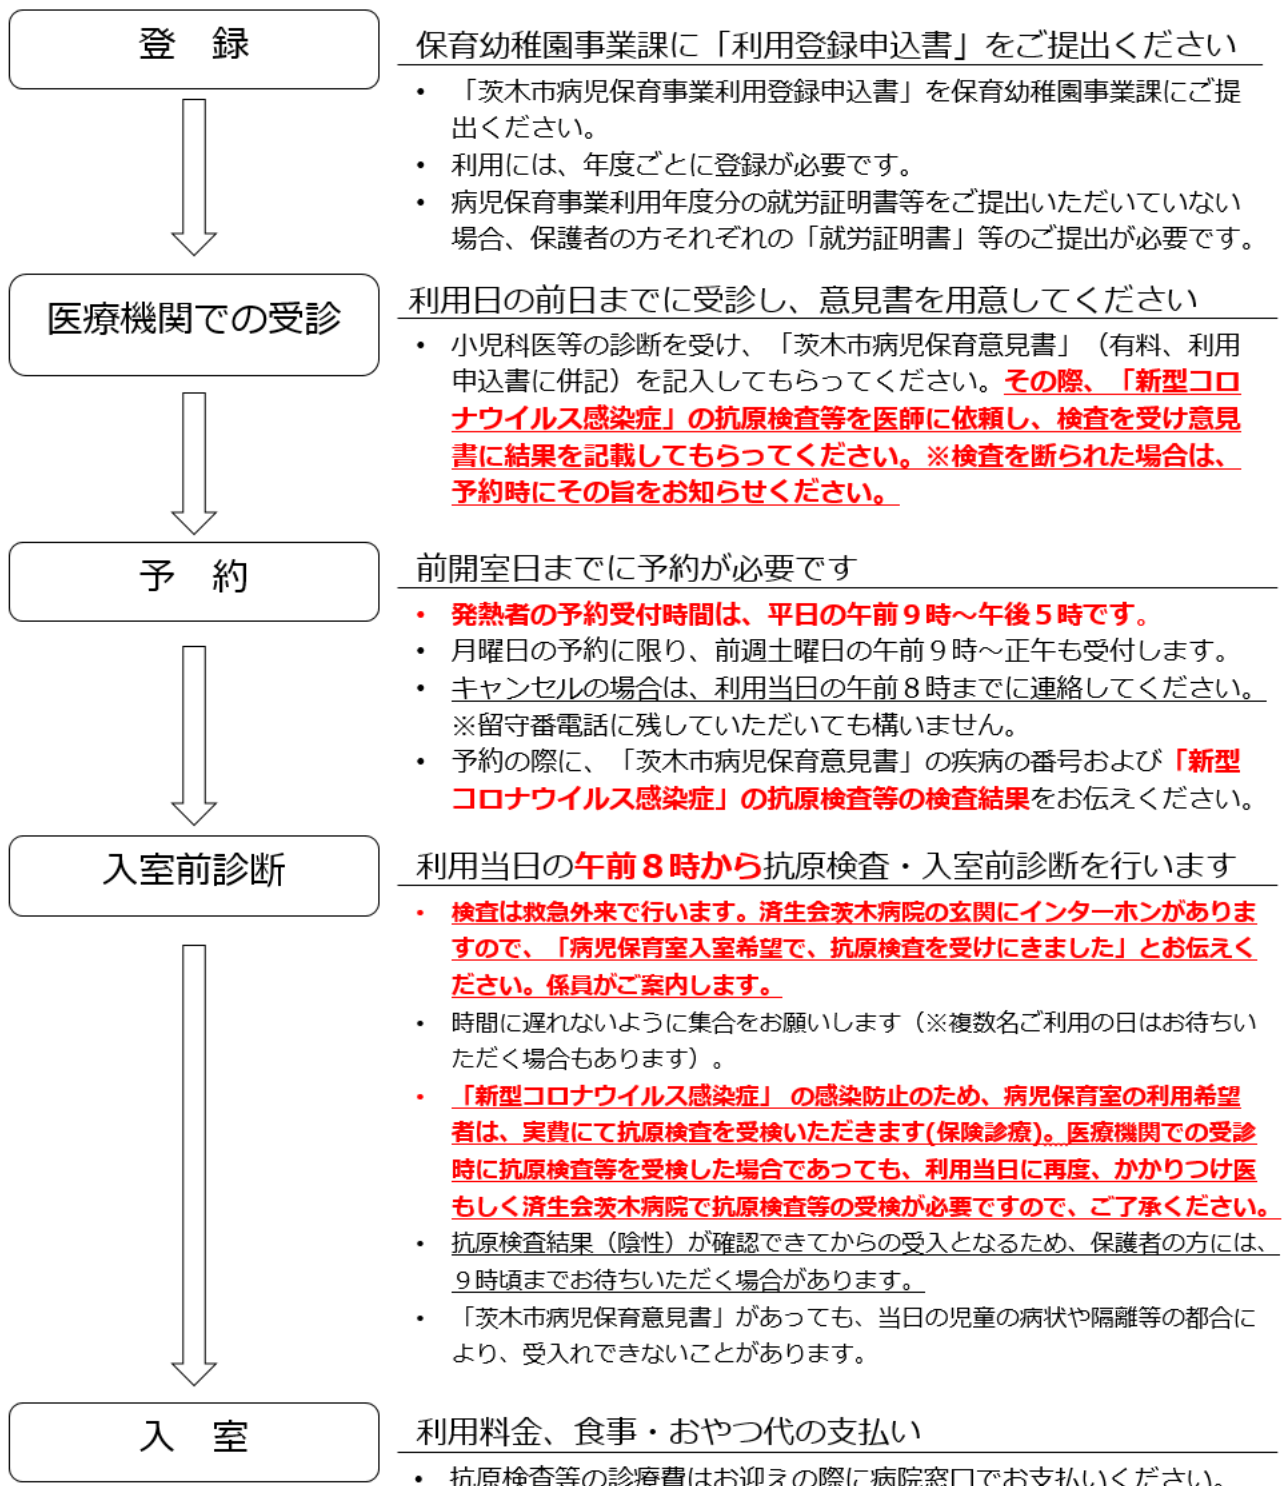 登　録
保育幼稚園事業課に「利用登録申込書」をご提出ください
• 「茨木市病児保育事業利用登録申込書」を保育幼稚園事業課にご提
出ください。
• 利用には、年度ごとに登録が必要です。
• 病児保育事業利用年度分の就労証明書等をご提出いただいていない
場合、保護者の方それぞれの「就労証明書」等のご提出が必要です。
医療機関での受診
利用日の前日までに受診し、意見書を用意してください
• 小児科医等の診断を受け、「茨木市病児保育意見書」（有料、利用
申込書に併記）を記入してもらってください。その際、「新型コロ
ナウイルス感染症」の抗原検査等を医師に依頼し、検査を受け意見
書に結果を記載してもらってください。※検査を断られた場合は、
予約時にその旨をお知らせください。
予　約
前開室日までに予約が必要です
• 発熱者の予約受付時間は、平日の午前９時～午後５時です。
• 月曜日の予約に限り、前週土曜日の午前９時～正午も受付します。
• キャンセルの場合は、利用当日の午前８時までに連絡してください。
※留守番電話に残していただいても構いません。
• 予約の際に、「茨木市病児保育意見書」の疾病の番号および「新型
コロナウイルス感染症」の抗原検査等の検査結果をお伝えください。
入室前診断
利用当日の午前８時から抗原検査・入室前診断を行います
• 検査は救急外来で行います。済生会茨木病院の玄関にインターホンがありま
すので、「病児保育室入室希望で、抗原検査を受けにきました」とお伝えく
ださい。係員がご案内します。
• 時間に遅れないように集合をお願いします（※複数名ご利用の日はお待ちい
ただく場合もあります）。
• 「新型コロナウイルス感染症」 の感染防止のため、病児保育室の利用希望
者は、実費にて抗原検査を受検いただきます(保険診療)。医療機関での受診
時に抗原検査等を受検した場合であっても、利用当日に再度、かかりつけ医
もしく済生会茨木病院で抗原検査等の受検が必要ですので、ご了承ください。
• 抗原検査結果（陰性）が確認できてからの受入となるため、保護者の方には、
９時頃までお待ちいただく場合があります。
• 「茨木市病児保育意見書」があっても、当日の児童の病状や隔離等の都合に
より、受入れできないことがあります。
入　室
利用料金、食事・おやつ代の支払い
• 抗原検査等の診療費はお迎えの際に病院窓口でお支払いください。